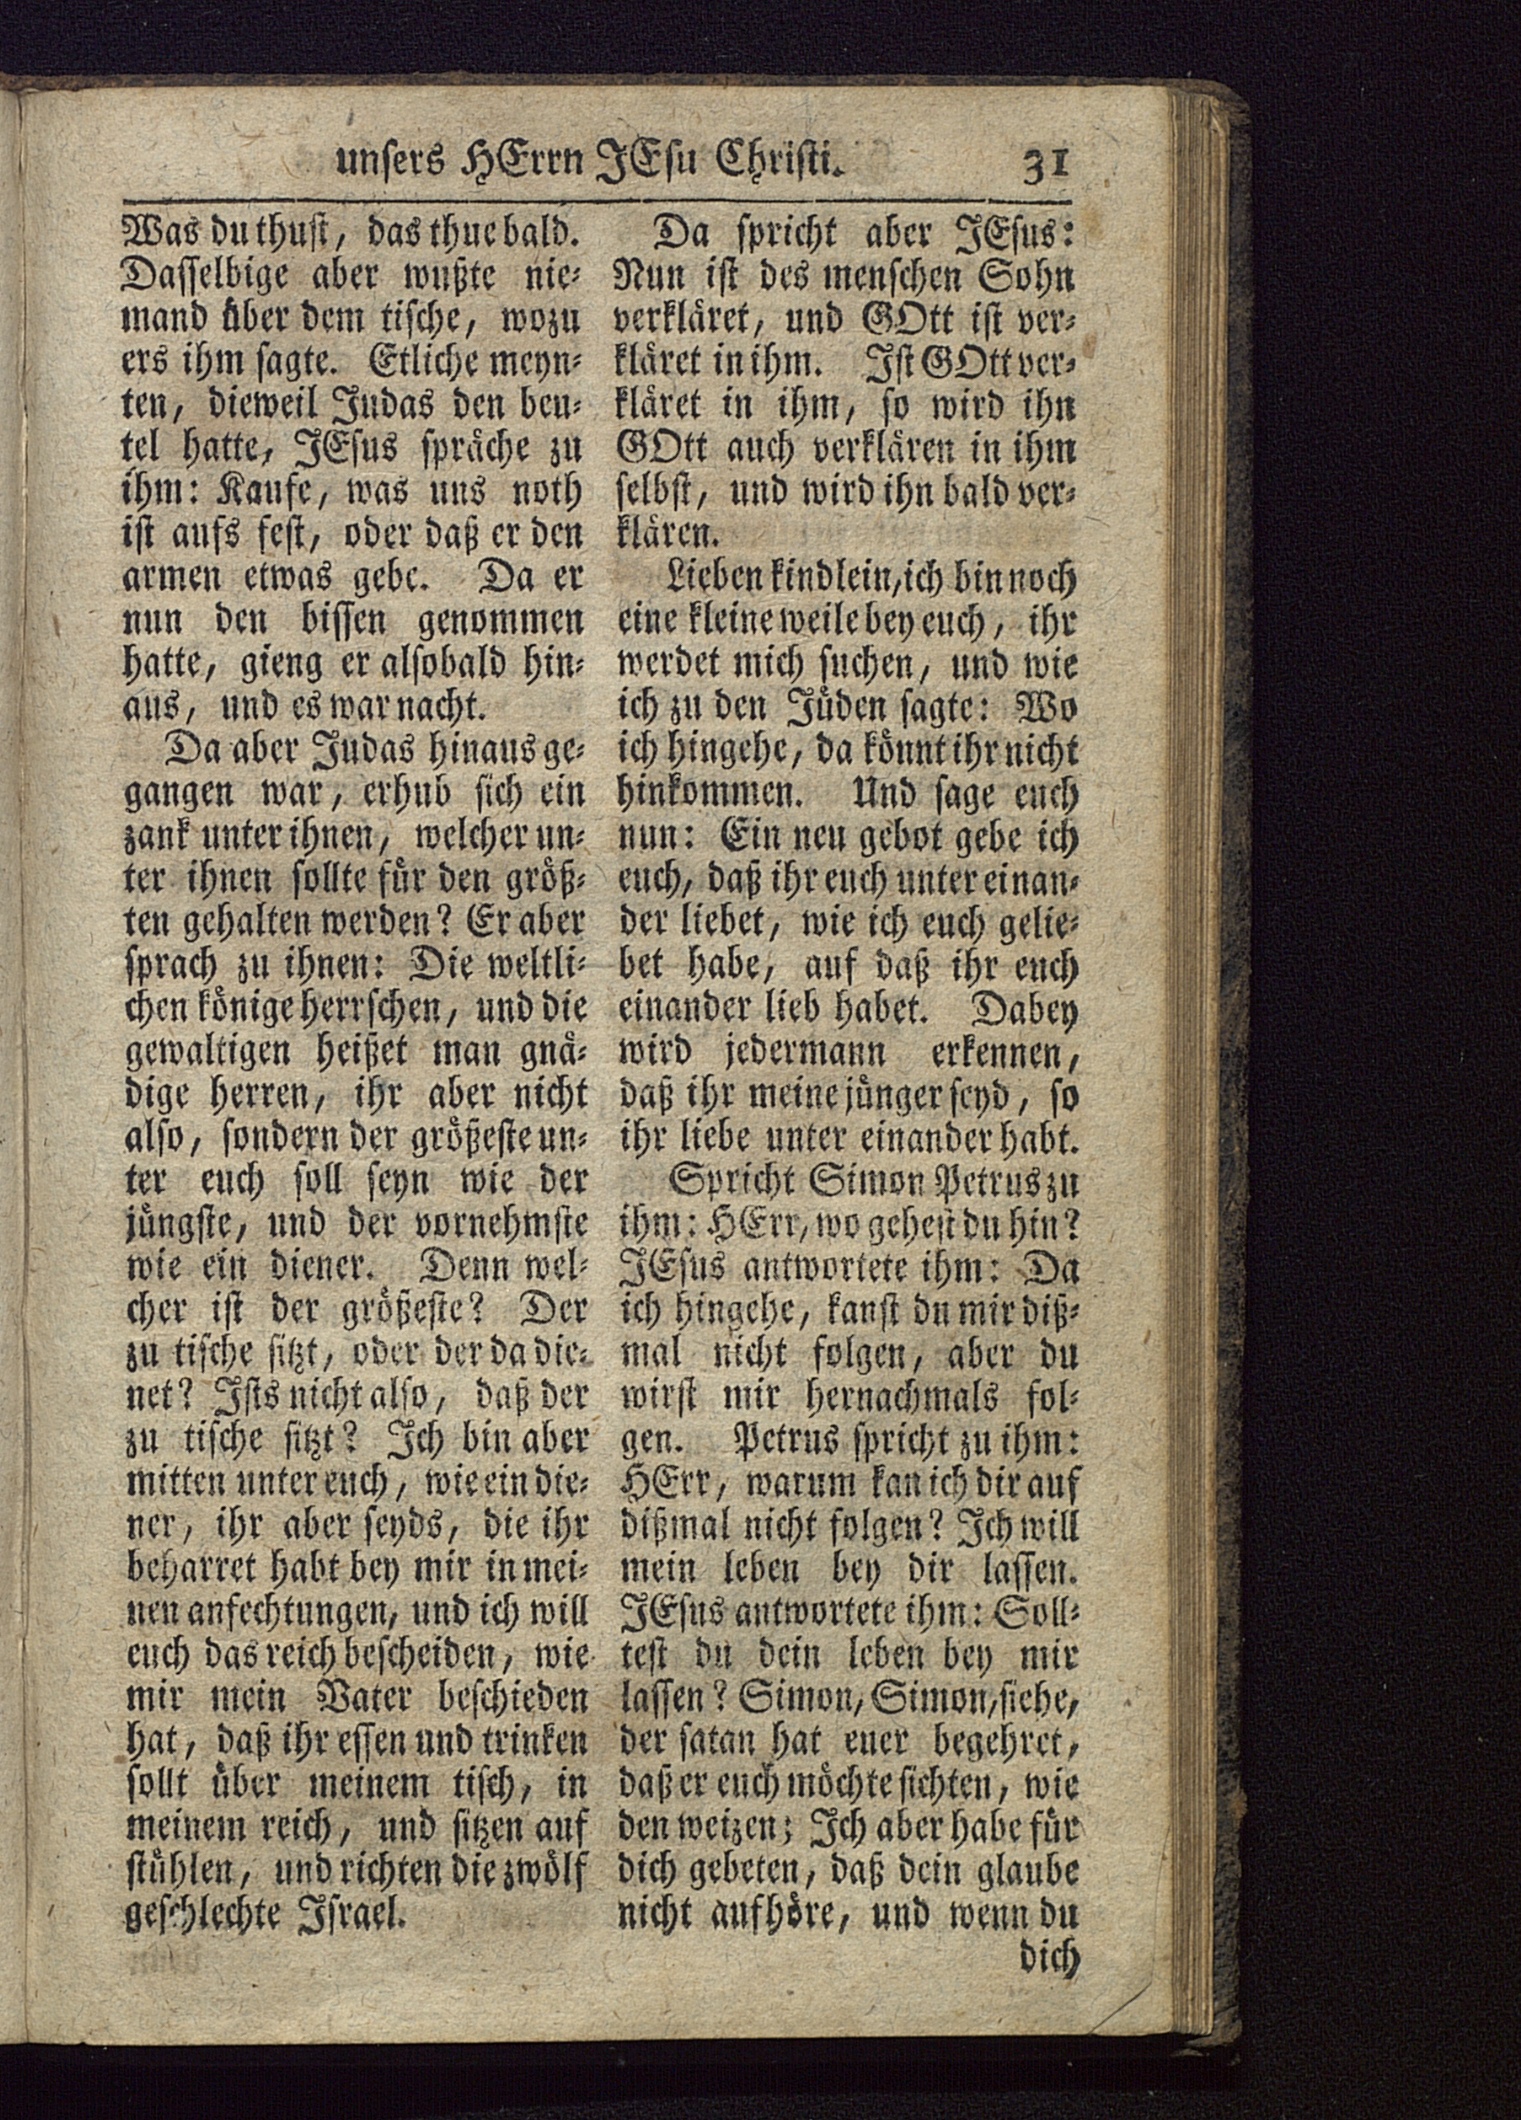 unsers HErrn JEsu Christi. 31
Was du thust, das thue bald.
Dasselbige aber wußte nie-
mand über dem tische, wozu
ers ihm sagte. Etliche meyn-
ten, dieweil Judas den beu-
tel hatte, JEsus spräche zu
ihm: Kaufe, was uns noth
ist aufs fest, oder daß er den
armen etwas gebe. Da er
nun den bissen genommen
hatte, gieng er alsobald hin-
aus, und es war nacht.
Da aber Judas hinaus ge-
gangen war, erhub sich ein
zank unter ihnen, welcher un-
ter ihnen sollte für den größ-
ten gehalten werden? Er aber
sprach zu ihnen: Die weltli-
chen könige herrschen, und die
gewaltigen heißet man gnä-
dige herren, ihr aber nicht
also, sondern der größeste un-
ter euch soll seyn wie der
jüngste, und der vornehmste
wie ein diener. Denn wel-
cher ist der größeste? Der
zu tische sitzt, oder der da die-
net? Ists nicht also, daß der
zu tische sitzt? Ich bin aber
mitten unter euch, wie ein die-
ner, ihr aber seyds, die ihr
beharret habt bey mir in mei-
nen anfechtungen, und ich will
euch das reich bescheiden, wie
mir mein Vater beschieden
hat, daß ihr essen und trinken
sollt über meinem tisch, in
meinem reich, und sitzen auf
stühlen, und richten die zwölf
geschlechte Israel.
Da spricht aber JEsus:
Nun ist des menschen Sohn
verkläret, und GOtt ist ver-
kläret in ihm. Ist GOtt ver-
kläret in ihm, so wird ihn
GOtt auch verklären in ihm
selbst, und wird ihn bald ver-
klären.
Lieben kindlein, ich bin noch
eine kleine weile bey euch, ihr
werdet mich suchen, und wie
ich zu den Jüden sagte: Wo
ich hingehe, da könnt ihr nicht
hinkommen. Und sage euch
nun: Ein neu gebot gebe ich
euch, daß ihr euch unter einan-
der liebet, wie ich euch gelie-
bet habe, auf daß ihr euch
einander lieb habet. Dabey
wird jedermann erkennen,
daß ihr meine jünger seyd, so
ihr liebe unter einander habt.
Spricht Simon Petrus zu
ihm: HErr, wo gehest du hin?
JEsus antwortete ihm: Da
ich hingehe, kanst du mir diß-
mal nicht folgen, aber du
wirst mir hernachmals fol-
gen. Petrus spricht zu ihm:
HErr, warum kan ich dir auf
dißmal nicht folgen? Ich will
mein leben bey dir lassen.
JEsus antwortete ihm: Soll-
test du dein leben bey mir
lassen? Simon, Simon, siehe,
der satan hat euer begehret,
daß er euch möchte sichten, wie
den weizen; Ich aber habe für
dich gebeten, daß dein glaube
nicht aufhöre, und wenn du
dich